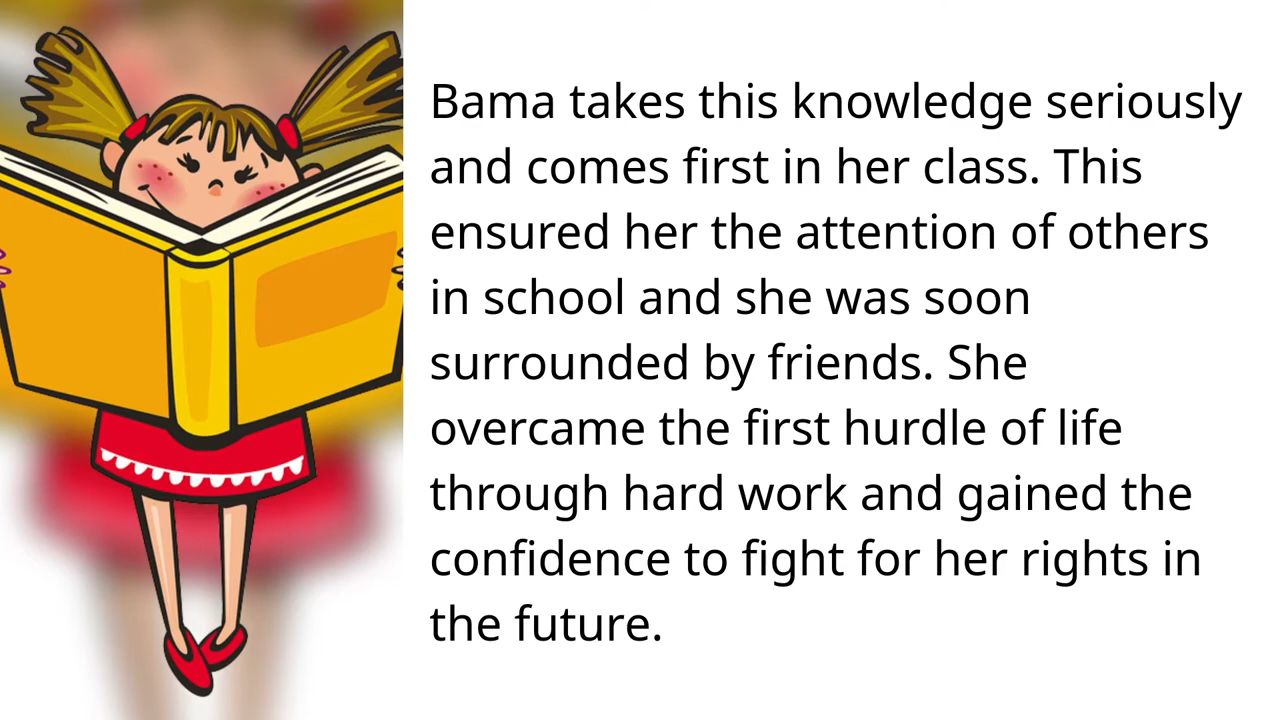 Bama takes this knowledge seriously
and comes first in her class. This
ensured her the attention of others
in school and she was soon
surrounded by friends. She
overcame the first hurdle of life
through hard work and gained the
confidence to fight for her rights in
the future.